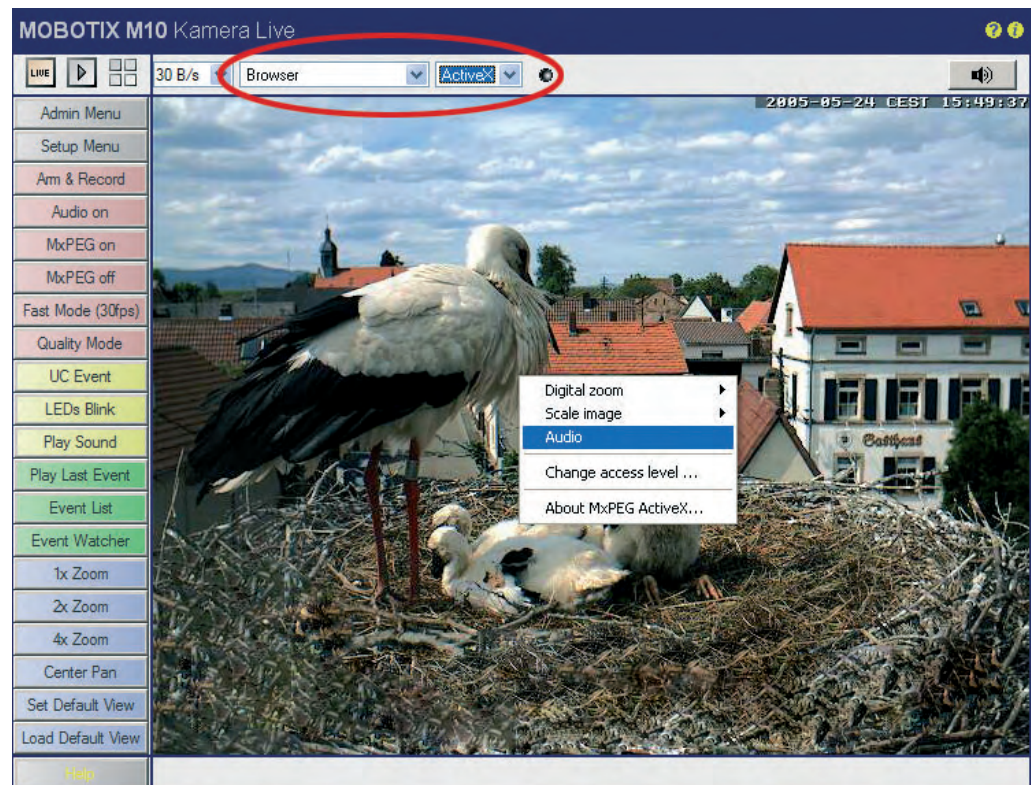 MOBOTIX M10 Kamera Live
LIVE
30 B/s
Browser
ActiveX
2005-05-24 CEST 15:49:37
Admin Menu
Setup Menu
Arm & Record
Audio on
MxPEG on
MxPEG off
Fast Mode (30fps)
Quality Mode
UC Event
LEDs Blink
Play Sound
Play Last Event
Event List
Event Watcher
1x Zoom
2x Zoom
4x Zoom
Center Pan
Set Default View
Load Default View
Help
Digital zoom
Scale image
Audio
Change access level ...
About MxPEG ActiveX...
Gasthaus